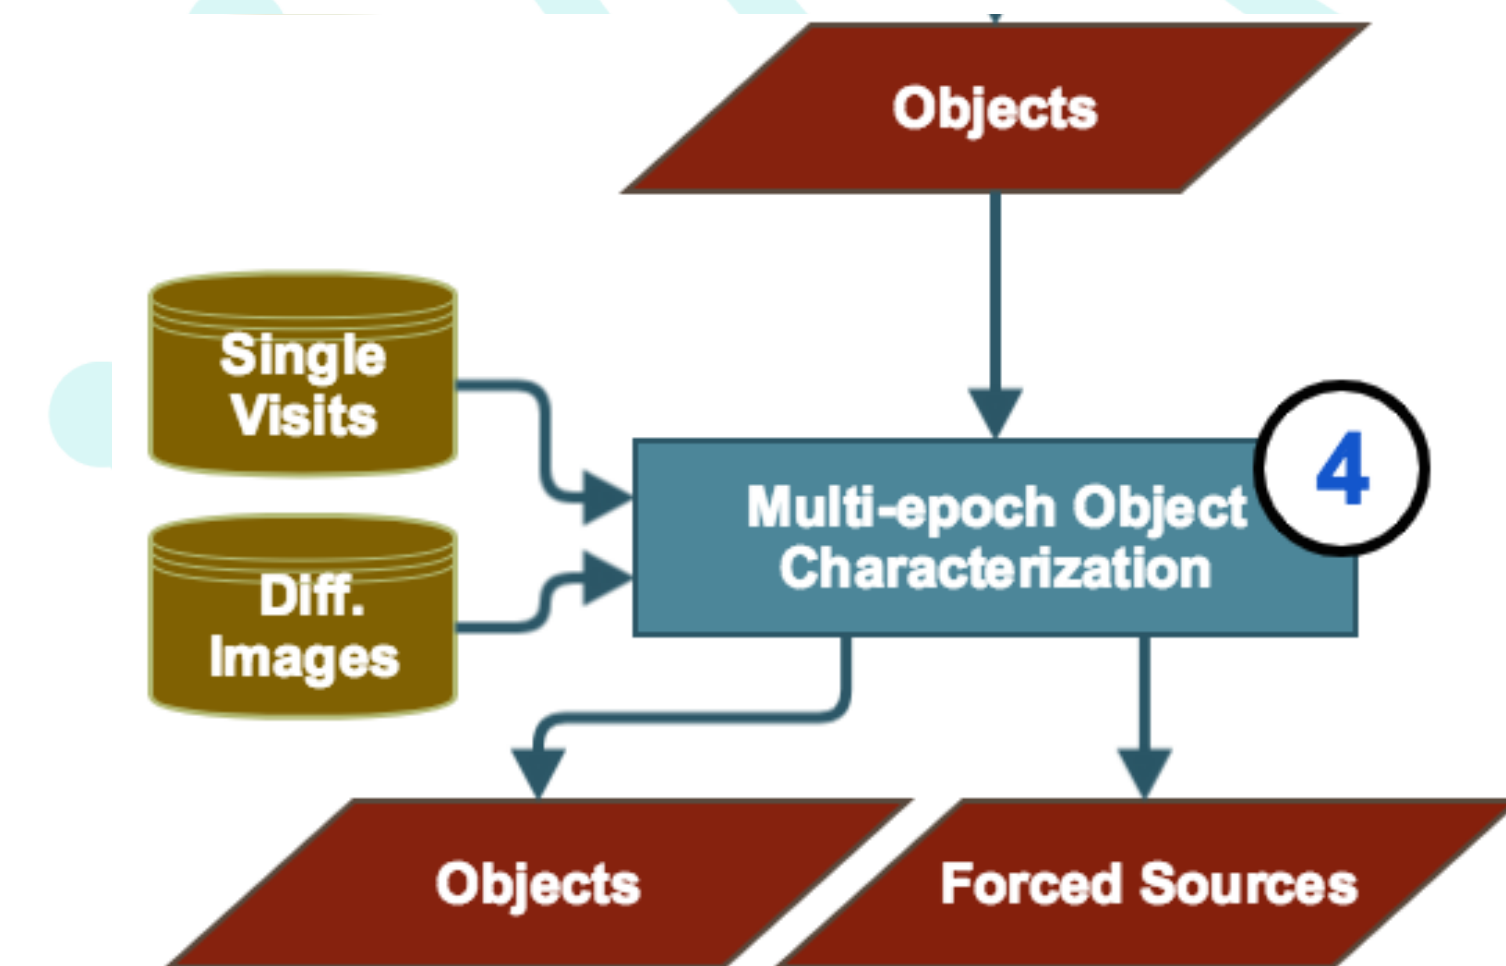 Objects
Single
Visits
4
Multi-epoch Object
Characterization
Diff.
Images
Objects
Forced Sources